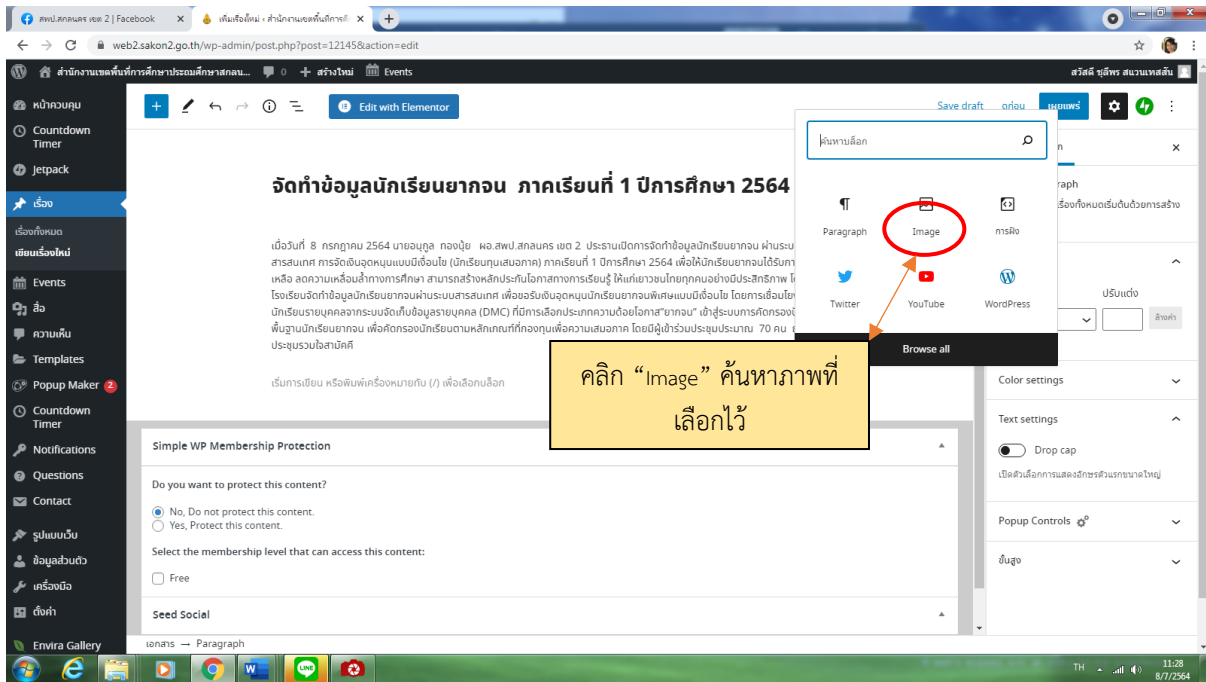 สพป.สกลนคร เขต 2 | Facebook
เพิ่มเรื่องใหม่ ‹ สำนักงานเขตพื้นที่การศึ
web2.sakon2.go.th/wp-admin/post.php?post=12145&action=edit
สำนักงานเขตพื้นที่การศึกษาประถมศึกษาสกลน... 0 + สร้างใหม่ Events
สวัสดี ชุลีพร สแวนเทสสัน
หน้าควบคุม
Countdown Timer
Jetpack
เรื่อง
เรื่องทั้งหมด
เขียนเรื่องใหม่
Events
สื่อ
ความเห็น
Templates
Popup Maker 2
Countdown Timer
Notifications
Questions
Contact
รูปแบบเว็บ
ข้อมูลส่วนตัว
เครื่องมือ
ตั้งค่า
Envira Gallery
Edit with Elementor
Save draft
ดูก่อน
เผยแพร่
จัดทำข้อมูลนักเรียนยากจน ภาคเรียนที่ 1 ปีการศึกษา 2564
เมื่อวันที่ 8 กรกฎาคม 2564 นายอนุกูล ทองนุ้ย ผอ.สพป.สกลนคร เขต 2 ประธานเปิดการจัดทำข้อมูลนักเรียนยากจน ผ่านระบ
สารสนเทศ การจัดเงินอุดหนุนแบบมีเงื่อนไข (นักเรียนทุนเสมอภาค) ภาคเรียนที่ 1 ปีการศึกษา 2564 เพื่อให้นักเรียนยากจนได้รับกา
เหลือ ลดความเหลื่อมล้ำทางการศึกษา สามารถสร้างหลักประกันโอกาสทางการเรียนรู้ ให้แก่เยาวชนไทยทุกคนอย่างมีประสิทธิภาพ โ
โรงเรียนจัดทำข้อมูลนักเรียนยากจนผ่านระบบสารสนเทศ เพื่อขอรับเงินอุดหนุนนักเรียนยากจนพิเศษแบบมีเงื่อนไข โดยการเชื่อมโย
นักเรียนรายบุคคลจากระบบจัดเก็บข้อมูลรายบุคคล (DMC) ที่มีการเลือกประเภทความด้อยโอกาส"ยากจน" เข้าสู่ระบบการคัดกรอง
พื้นฐานนักเรียนยากจน เพื่อคัดกรองนักเรียนตามหลักเกณฑ์ที่กองทุนเพื่อความเสมอภาค โดยมีผู้เข้าร่วมประชุมประมาณ 70 คน
ประชุมรวมใจสามัคคี
เริ่มการเขียน หรือพิมพ์เครื่องหมายทับ (/) เพื่อเลือกบล็อก
ค้นหาบล็อก
Paragraph
Image
การฝัง
Twitter
YouTube
WordPress
Browse all
คลิก “Image” ค้นหาภาพที่
เลือกไว้
raph
เรื่องทั้งหมดเริ่มต้นด้วยการสร้าง
ปรับแต่ง
ล้างค่า
Color settings
Text settings
Drop cap
เปิดตัวเลือกการแสดงอักษรตัวแรกขนาดใหญ่
Popup Controls
ขั้นสูง
Simple WP Membership Protection
Do you want to protect this content?
No, Do not protect this content.
Yes, Protect this content.
Select the membership level that can access this content:
Free
Seed Social
เอกสาร → Paragraph
TH
11:28
8/7/2564